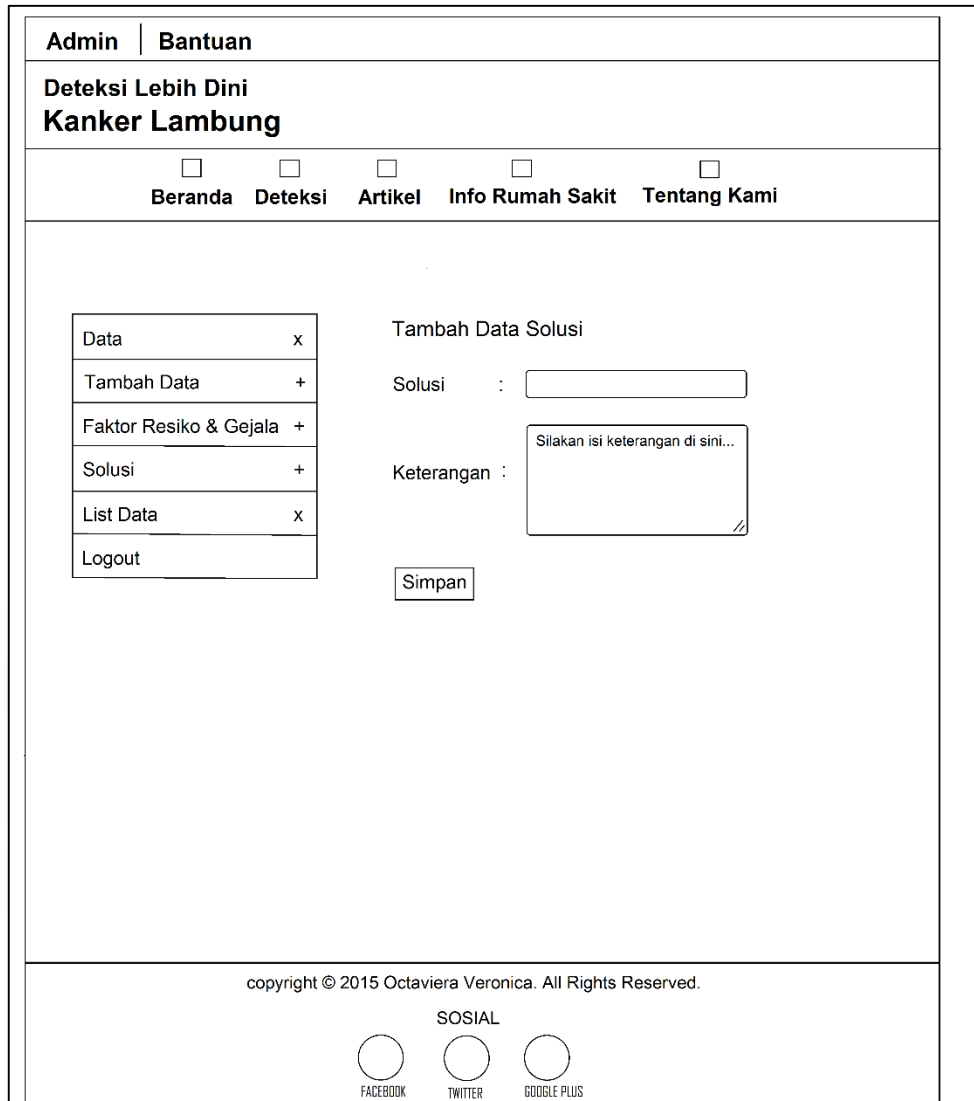 Admin | Bantuan
Deteksi Lebih Dini
Kanker Lambung
Beranda Deteksi Artikel Info Rumah Sakit Tentang Kami
Data x
Tambah Data +
Faktor Resiko & Gejala +
Solusi +
List Data x
Logout
Tambah Data Solusi
Solusi :
Keterangan :
Silakan isi keterangan di sini...
Simpan
copyright © 2015 Octaviera Veronica. All Rights Reserved.
SOSIAL
FACEBOOK TWITTER GOOGLE PLUS